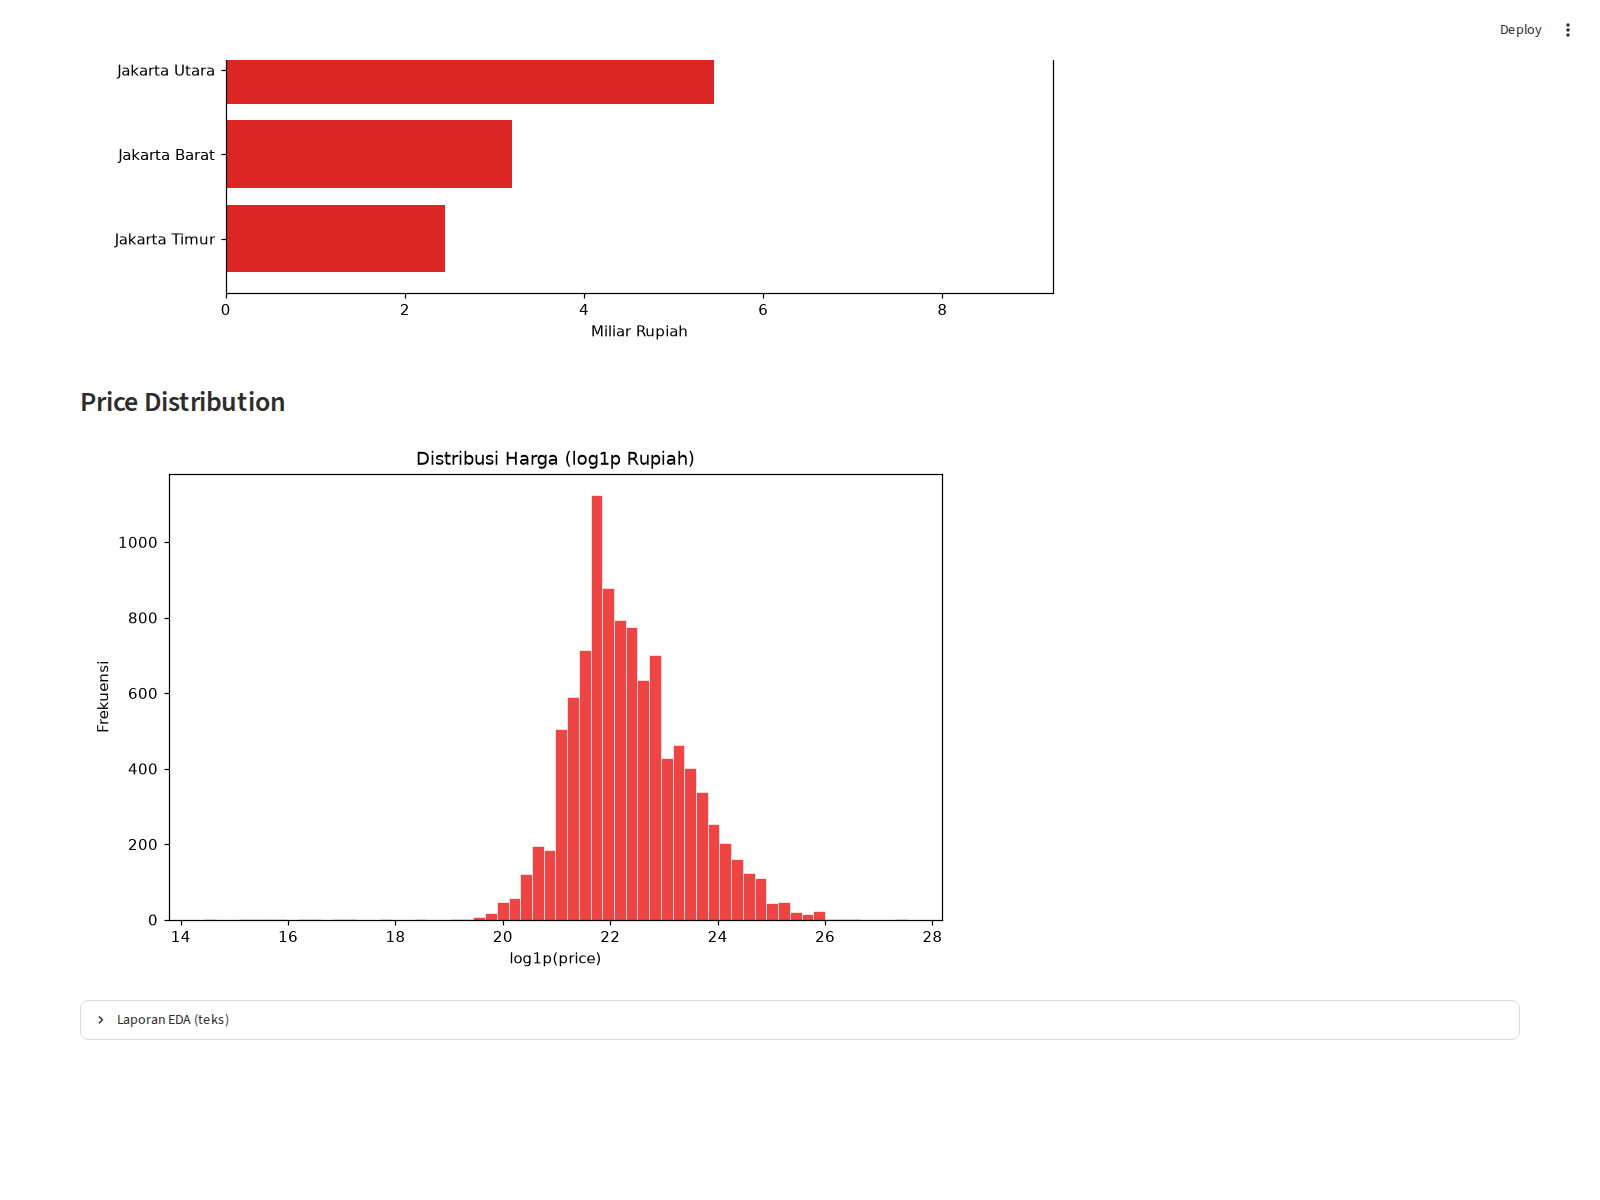 Deploy
Jakarta Utara
Jakarta Barat
Jakarta Timur
0 2 4 6 8
Miliar Rupiah
Price Distribution
Distribusi Harga (log1p Rupiah)
1000
800
600
400
200
0
Frekuensi
14 16 18 20 22 24 26 28
log1p(price)
Laporan EDA (teks)